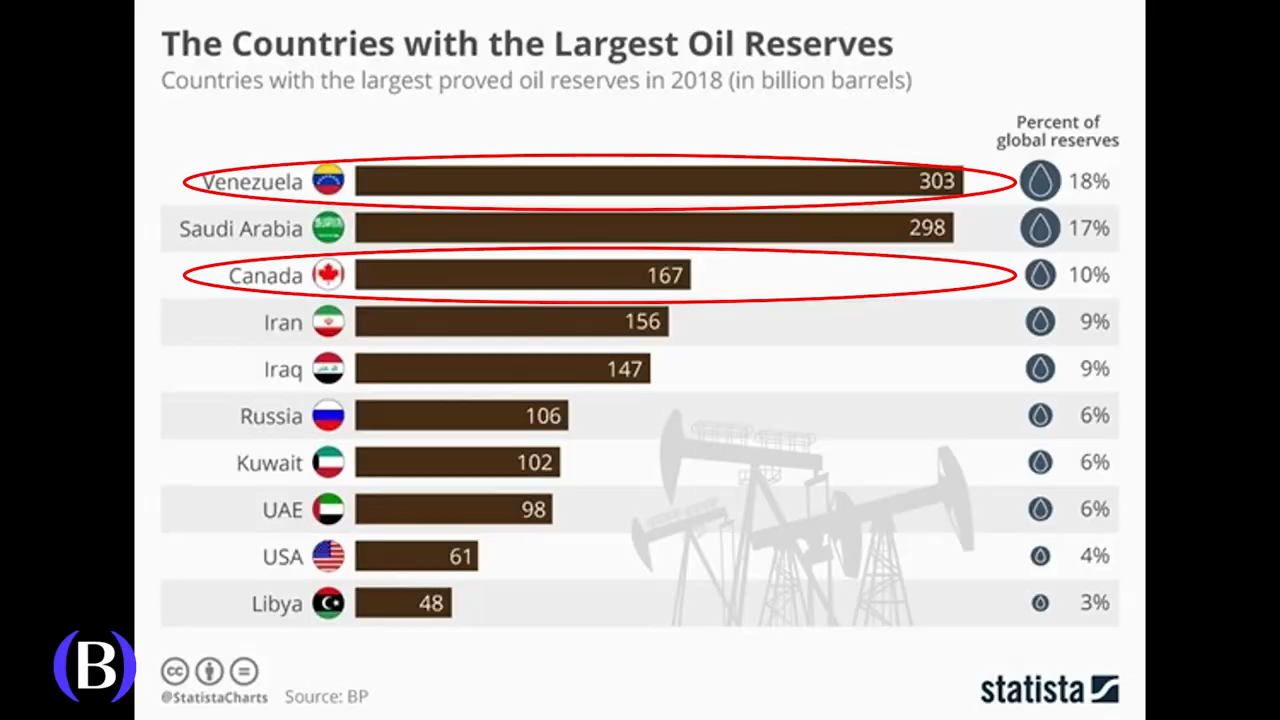 The Countries with the Largest Oil Reserves
Countries with the largest proved oil reserves in 2018 (in billion barrels)
Percent of
global reserves
Venezuela 303 18%
Saudi Arabia 298 17%
Canada 167 10%
Iran 156 9%
Iraq 147 9%
Russia 106 6%
Kuwait 102 6%
UAE 98 6%
USA 61 4%
Libya 48 3%
(B)
cc
@StatistaCharts Source: BP
statista